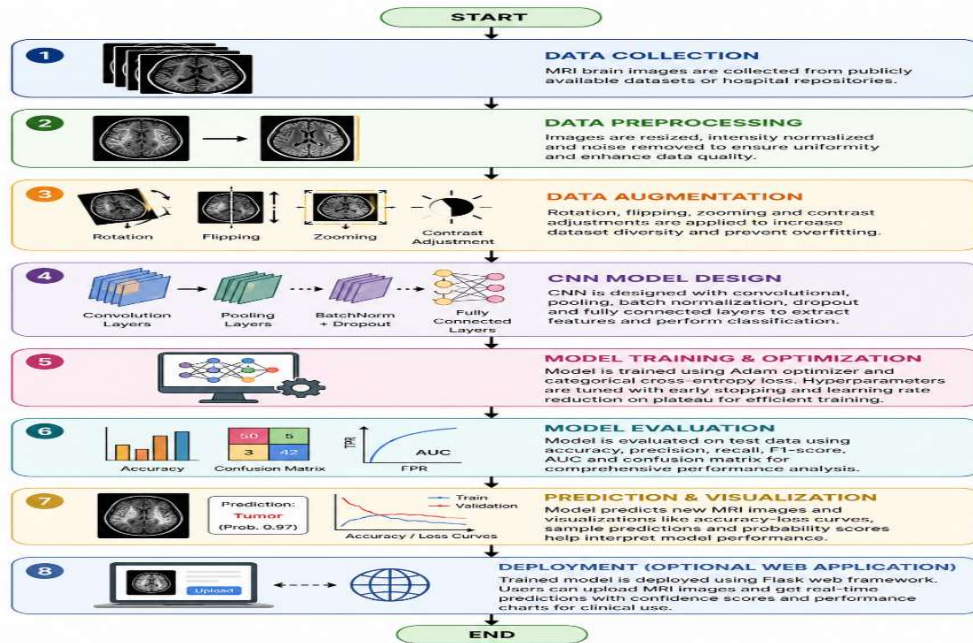 START
1
DATA COLLECTION
MRI brain images are collected from publicly
available datasets or hospital repositories.
2
DATA PREPROCESSING
Images are resized, intensity normalized
and noise removed to ensure uniformity
and enhance data quality.
3
Rotation
Flipping
Zooming
Contrast
Adjustment
DATA AUGMENTATION
Rotation, flipping, zooming and contrast
adjustments are applied to increase
dataset diversity and prevent overfitting.
4
Convolution
Layers
Pooling
Layers
BatchNorm
+ Dropout
Fully
Connected
Layers
CNN MODEL DESIGN
CNN is designed with convolutional,
pooling, batch normalization, dropout
and fully connected layers to extract
features and perform classification.
5
MODEL TRAINING & OPTIMIZATION
Model is trained using Adam optimizer and
categorical cross-entropy loss. Hyperparameters
are tuned with early stopping and learning rate
reduction on plateau for efficient training.
6
Accuracy
50 5
3 42
Confusion Matrix
TPR
AUC
FPR
MODEL EVALUATION
Model is evaluated on test data using
accuracy, precision, recall, F1-score,
AUC and confusion matrix for
comprehensive performance analysis.
7
Prediction:
Tumor
(Prob. 0.97)
Train
Validation
Accuracy / Loss Curves
PREDICTION & VISUALIZATION
Model predicts new MRI images and
visualizations like accuracy-loss curves,
sample predictions and probability scores
help interpret model performance.
8
Upload
DEPLOYMENT (OPTIONAL WEB APPLICATION)
Trained model is deployed using Flask web framework.
Users can upload MRI images and get real-time
predictions with confidence scores and performance
charts for clinical use.
END